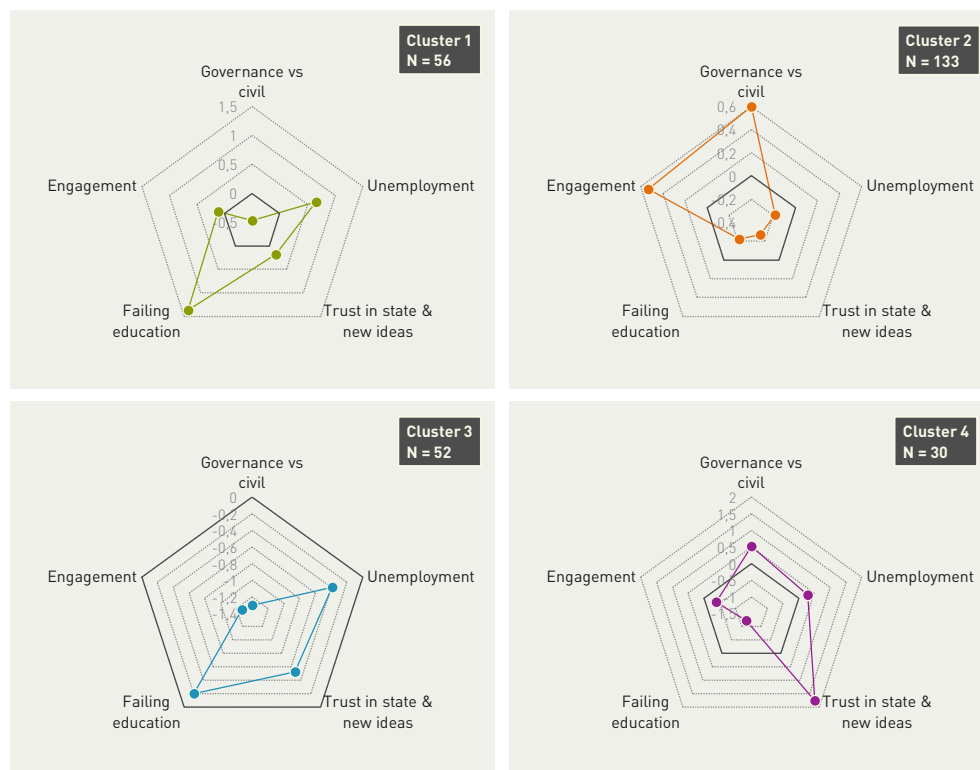 Cluster 1
N = 56
Governance vs
civil
1,5
1
0,5
0
-0,5
Engagement
Unemployment
Failing
education
Trust in state &
new ideas
Cluster 2
N = 133
Governance vs
civil
0,6
0,4
0,2
0
-0,2
-0,4
Engagement
Unemployment
Failing
education
Trust in state &
new ideas
Cluster 3
N = 52
Governance vs
civil
0
-0,2
-0,4
-0,6
-0,8
-1
-1,2
-1,4
Engagement
Unemployment
Failing
education
Trust in state &
new ideas
Cluster 4
N = 30
Governance vs
civil
2
1,5
1
0,5
0
-0,5
-1
-1,5
Engagement
Unemployment
Failing
education
Trust in state &
new ideas